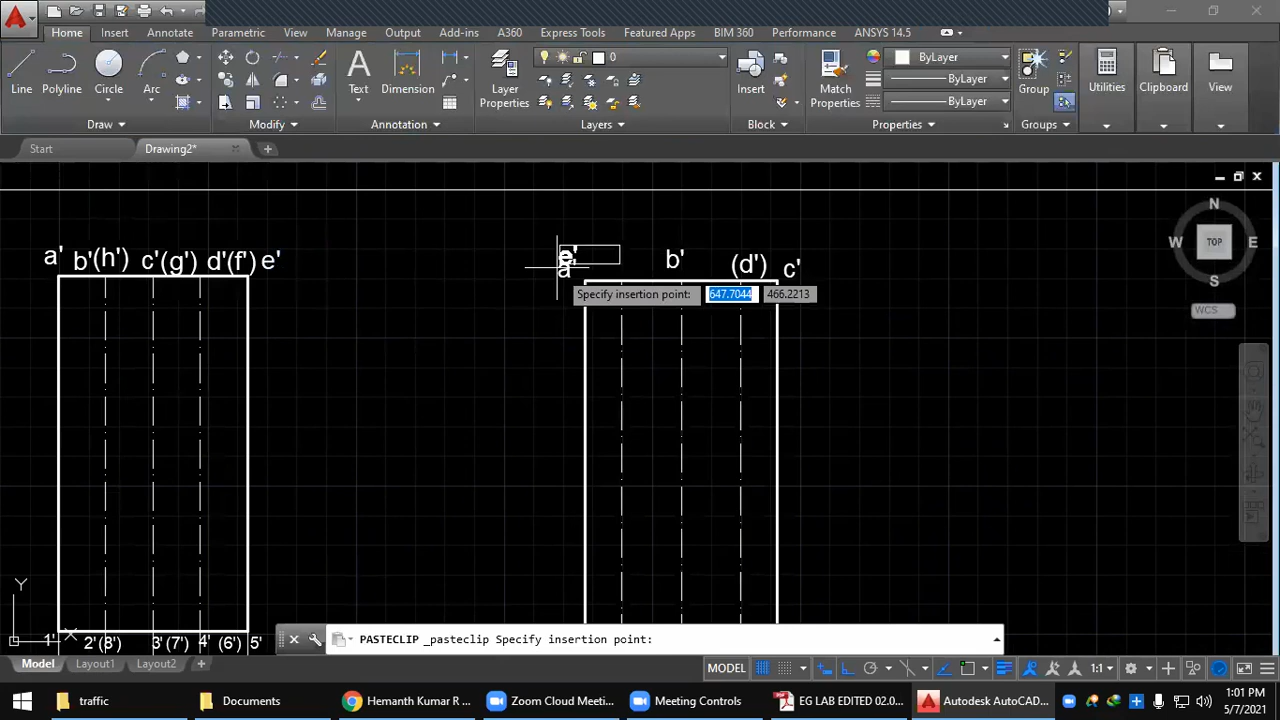 Home Insert Annotate Parametric View Manage Output Add-ins A360 Express Tools Featured Apps BIM 360 Performance ANSYS 14.5
0
ByLayer
ByLayer
ByLayer
Line Polyline Circle Arc
Text Dimension
Layer Properties
Insert
Match Properties
Group
Utilities Clipboard View
Draw Modify Annotation Layers Block Properties Groups
Start Drawing2*
N
W TOP E
S
WCS
a' b'(h') c'(g') d'(f') e'
e'
a' b' (d') c'
Specify insertion point: 647.7044 466.2213
Y
1' 2'(8') 3'(7') 4' (6') 5'
PASTECLIP _pasteclip Specify insertion point:
Model Layout1 Layout2
MODEL 1:1
traffic Documents Hemanth Kumar R ... Zoom Cloud Meeti... Meeting Controls EG LAB EDITED 02.0... Autodesk AutoCAD...
1:01 PM
5/7/2021